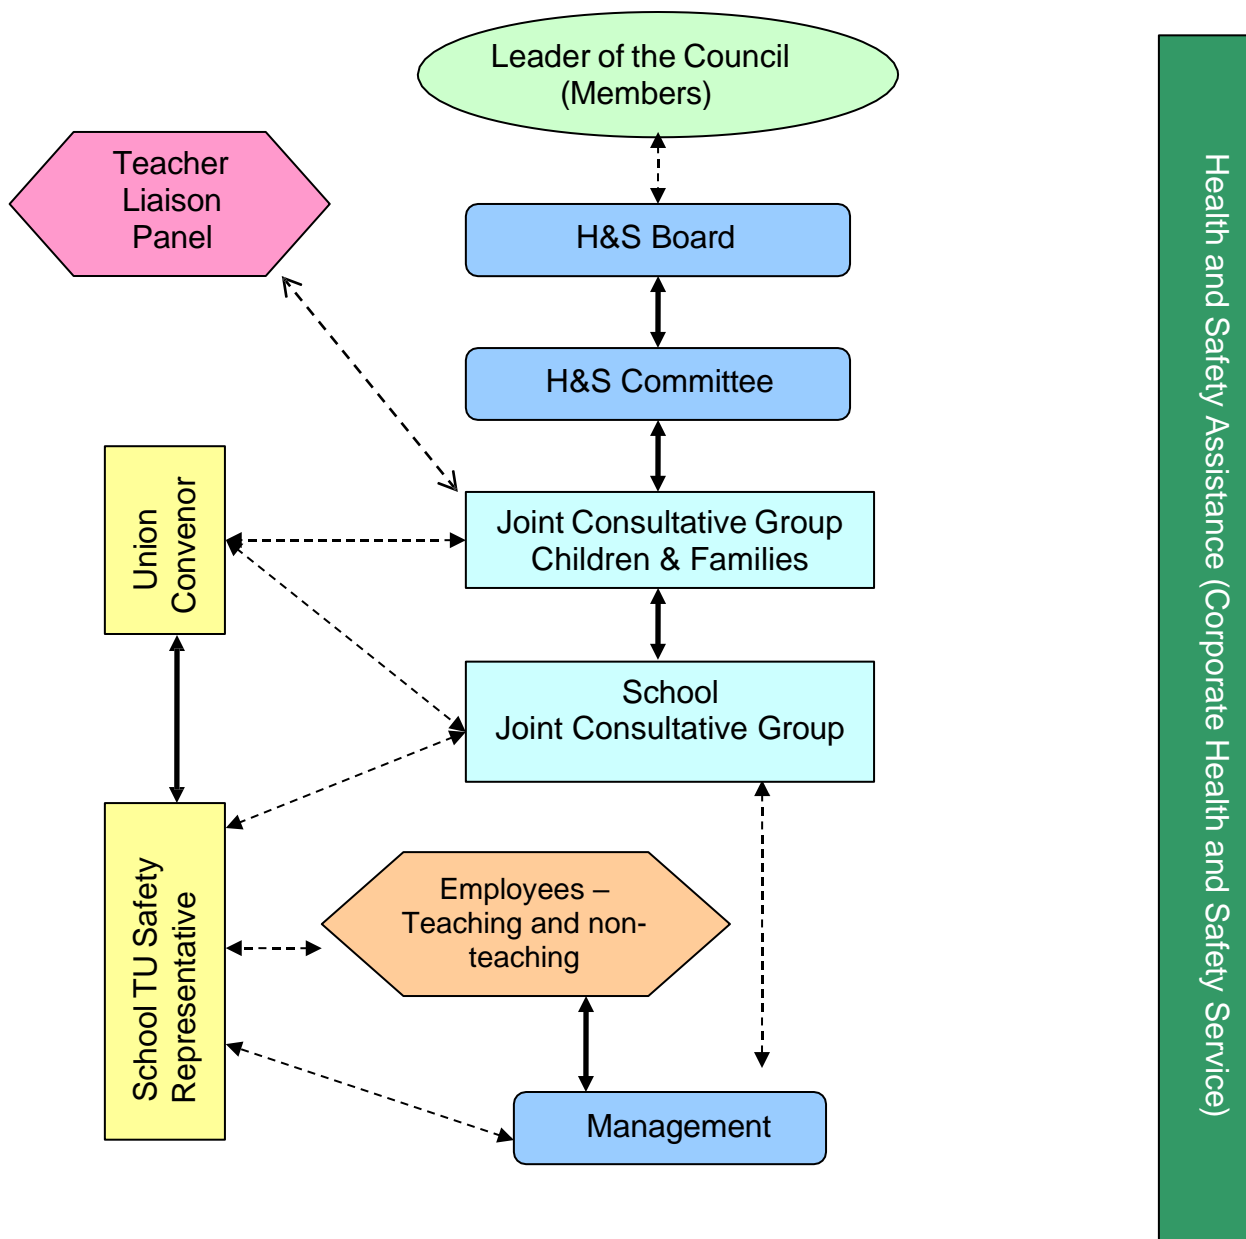 Leader of the Council
(Members)
Teacher
Liaison
Panel
H&S Board
H&S Committee
Union
Convenor
Joint Consultative Group
Children & Families
School
Joint Consultative Group
School TU Safety
Representative
Employees –
Teaching and non-
teaching
Management
Health and Safety Assistance (Corporate Health and Safety Service)